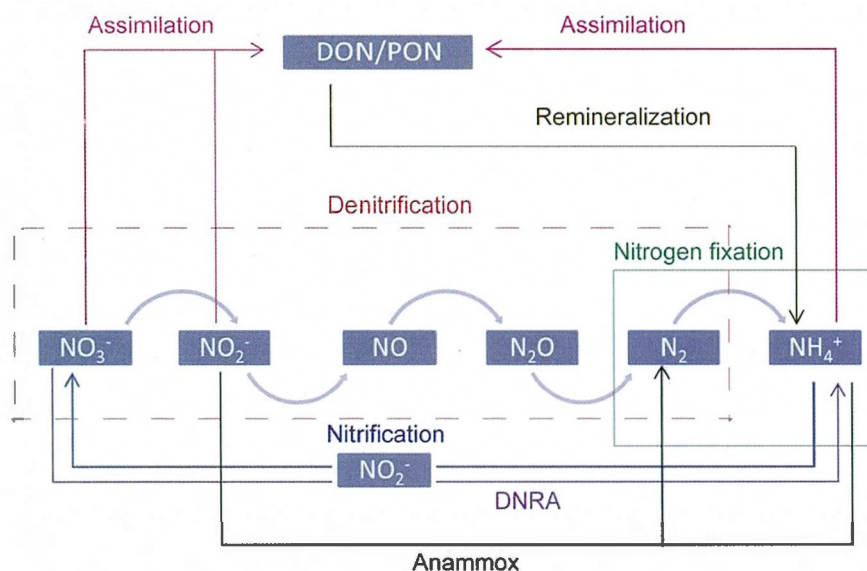 Assimilation
Assimilation
DON/PON
Remineralization
Denitrification
Nitrogen fixation
NO₃⁻
NO₂⁻
NO
N₂O
N₂
NH₄⁺
Nitrification
NO₂⁻
DNRA
Anammox